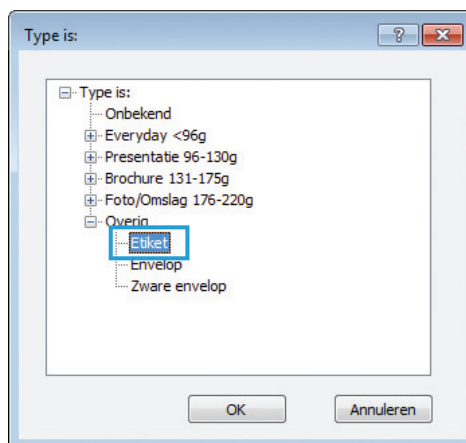 Type is:
Type is:
Onbekend
Everyday <96g
Presentatie 96-130g
Brochure 131-175g
Foto/Omslag 176-220g
Overig
Etiket
Envelop
Zware envelop
OK
Annuleren